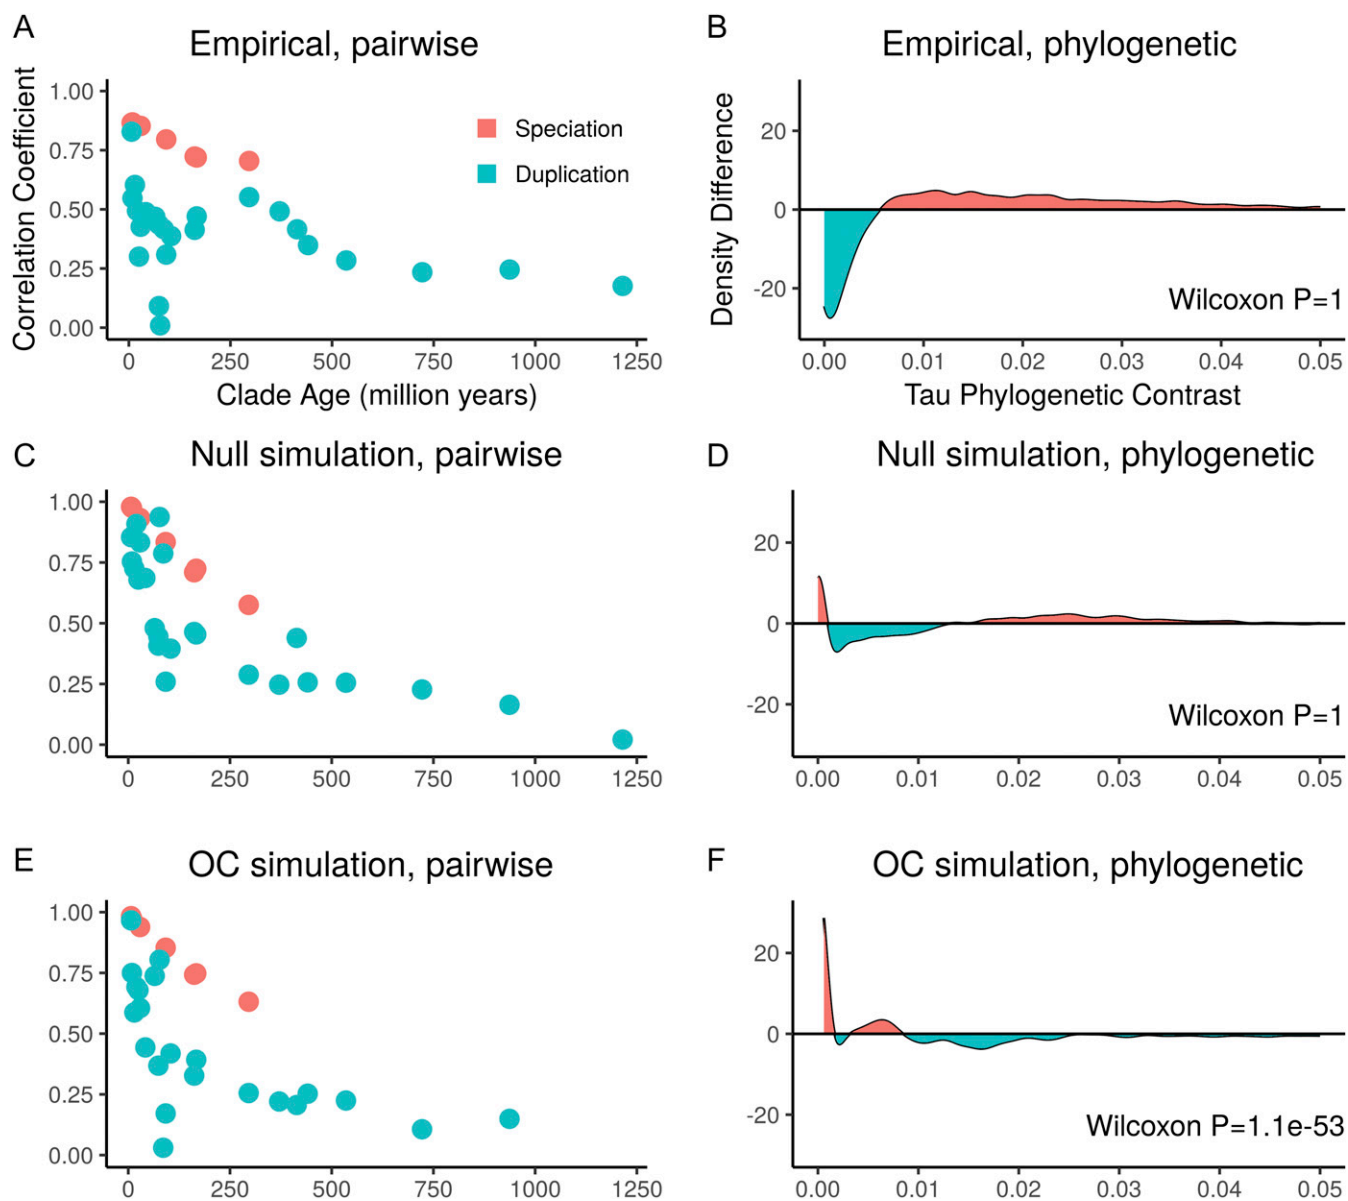 A
Empirical, pairwise
Correlation Coefficient
1.00
0.75
0.50
0.25
0.00
Speciation
Duplication
0 250 500 750 1000 1250
Clade Age (million years)
B
Empirical, phylogenetic
Density Difference
20
0
-20
Wilcoxon P=1
0.00 0.01 0.02 0.03 0.04 0.05
Tau Phylogenetic Contrast
C
Null simulation, pairwise
1.00
0.75
0.50
0.25
0.00
0 250 500 750 1000 1250
D
Null simulation, phylogenetic
20
0
-20
Wilcoxon P=1
0.00 0.01 0.02 0.03 0.04 0.05
E
OC simulation, pairwise
1.00
0.75
0.50
0.25
0.00
0 250 500 750 1000 1250
F
OC simulation, phylogenetic
20
0
-20
Wilcoxon P=1.1e-53
0.00 0.01 0.02 0.03 0.04 0.05